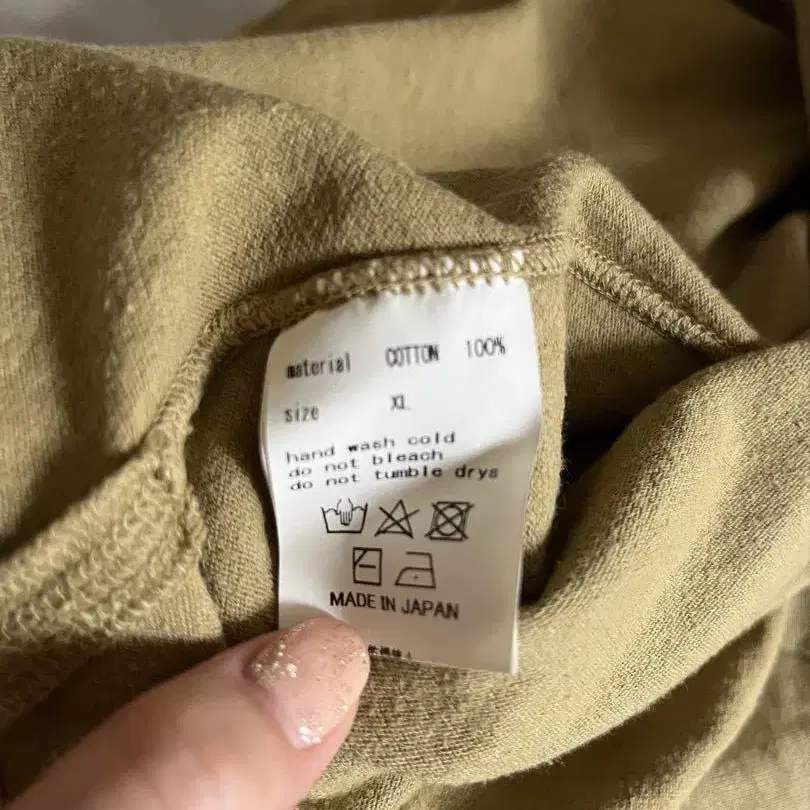 material COTTON 100%
size XL
hand wash cold
do not bleach
do not tumble drys
MADE IN JAPAN